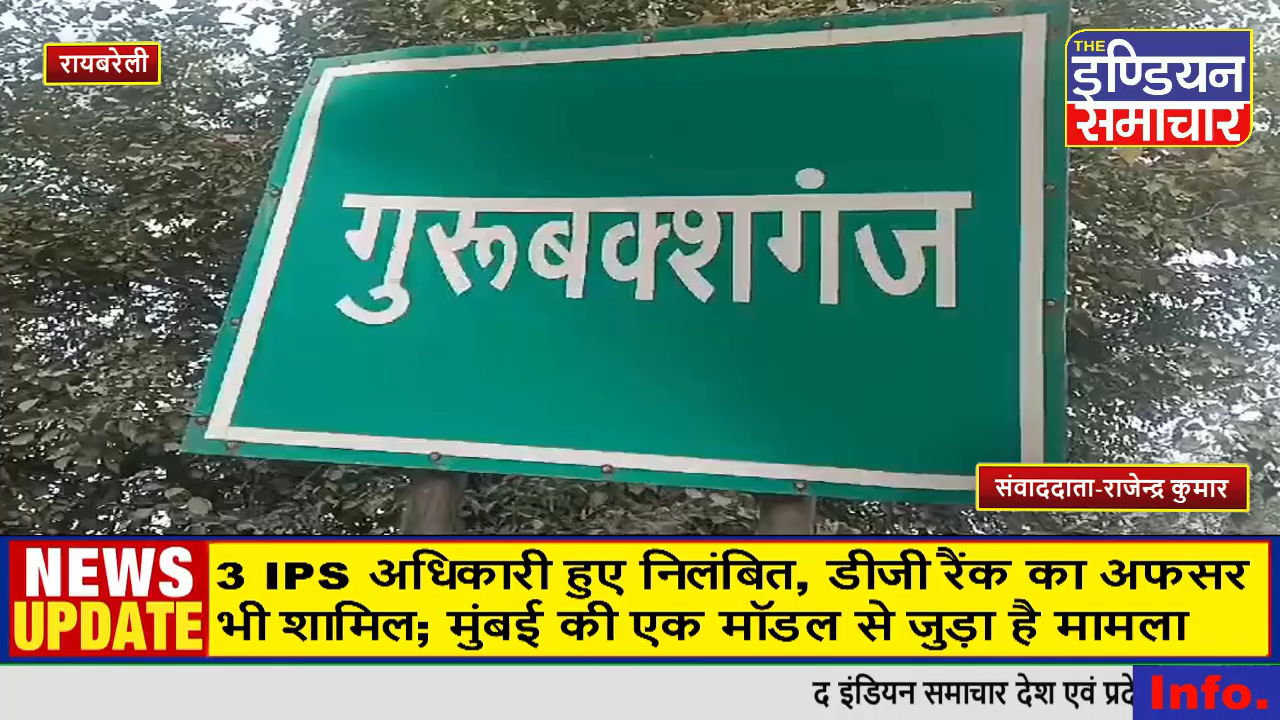 रायबरेली
THE
इण्डियन
समाचार
गुरूबक्शगंज
संवाददाता-राजेन्द्र कुमार
NEWS
UPDATE
3 IPS अधिकारी हुए निलंबित, डीजी रैंक का अफसर
भी शामिल; मुंबई की एक मॉडल से जुड़ा है मामला
द इंडियन समाचार देश एवं
Info.